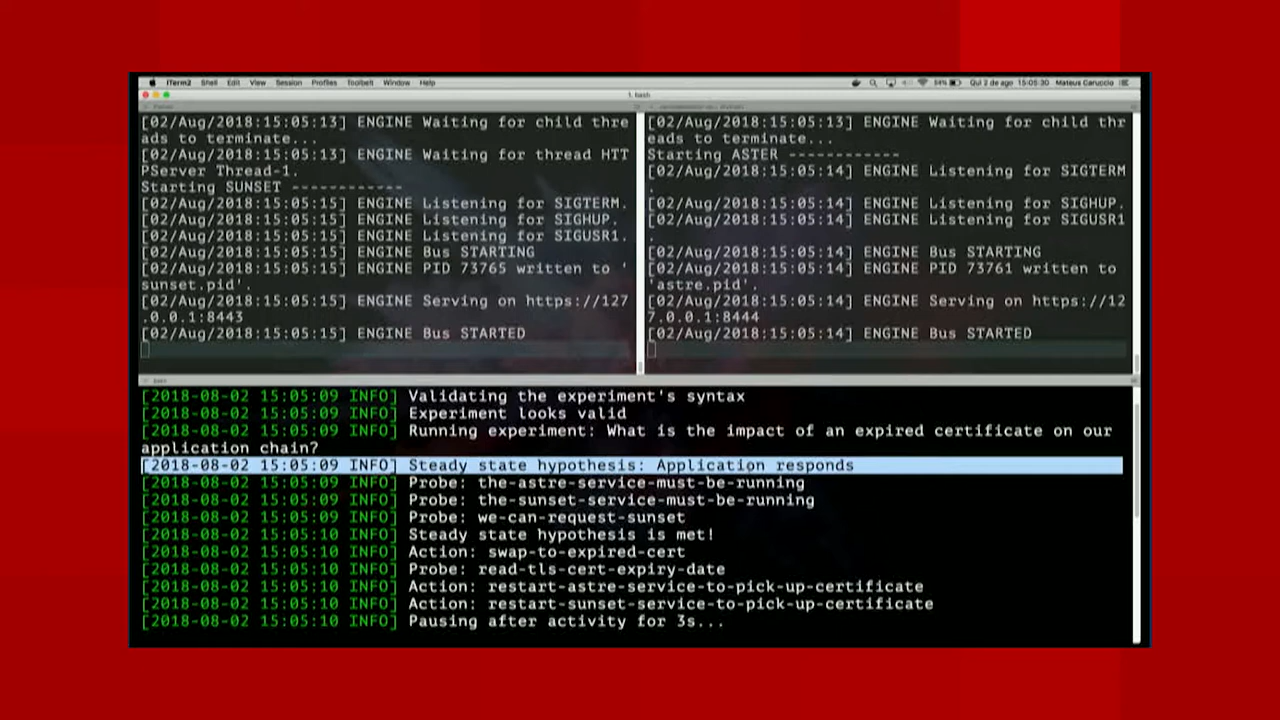 iTerm2 Shell Edit View Session Profiles Toolbelt Window Help 94% Qui 2 de ago 15:05:30 Mateus Caruccio
1. bash
[02/Aug/2018:15:05:13] ENGINE Waiting for child thre
ads to terminate...
[02/Aug/2018:15:05:13] ENGINE Waiting for thread HTT
PServer Thread-1.
Starting SUNSET ------------
[02/Aug/2018:15:05:15] ENGINE Listening for SIGTERM.
[02/Aug/2018:15:05:15] ENGINE Listening for SIGHUP.
[02/Aug/2018:15:05:15] ENGINE Listening for SIGUSR1.
[02/Aug/2018:15:05:15] ENGINE Bus STARTING
[02/Aug/2018:15:05:15] ENGINE PID 73765 written to '
sunset.pid'.
[02/Aug/2018:15:05:15] ENGINE Serving on https://127
.0.0.1:8443
[02/Aug/2018:15:05:15] ENGINE Bus STARTED
[02/Aug/2018:15:05:13] ENGINE Waiting for child thr
eads to terminate...
Starting ASTER ------------
[02/Aug/2018:15:05:14] ENGINE Listening for SIGTERM
.
[02/Aug/2018:15:05:14] ENGINE Listening for SIGHUP.
[02/Aug/2018:15:05:14] ENGINE Listening for SIGUSR1
.
[02/Aug/2018:15:05:14] ENGINE Bus STARTING
[02/Aug/2018:15:05:14] ENGINE PID 73761 written to
'astre.pid'.
[02/Aug/2018:15:05:14] ENGINE Serving on https://12
7.0.0.1:8444
[02/Aug/2018:15:05:14] ENGINE Bus STARTED
[2018-08-02 15:05:09 INFO] Validating the experiment's syntax
[2018-08-02 15:05:09 INFO] Experiment looks valid
[2018-08-02 15:05:09 INFO] Running experiment: What is the impact of an expired certificate on our
application chain?
[2018-08-02 15:05:09 INFO] Steady state hypothesis: Application responds
[2018-08-02 15:05:09 INFO] Probe: the-astre-service-must-be-running
[2018-08-02 15:05:09 INFO] Probe: the-sunset-service-must-be-running
[2018-08-02 15:05:09 INFO] Probe: we-can-request-sunset
[2018-08-02 15:05:10 INFO] Steady state hypothesis is met!
[2018-08-02 15:05:10 INFO] Action: swap-to-expired-cert
[2018-08-02 15:05:10 INFO] Probe: read-tls-cert-expiry-date
[2018-08-02 15:05:10 INFO] Action: restart-astre-service-to-pick-up-certificate
[2018-08-02 15:05:10 INFO] Action: restart-sunset-service-to-pick-up-certificate
[2018-08-02 15:05:10 INFO] Pausing after activity for 3s...